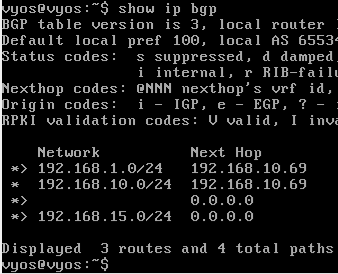 vyos@vyos:~$ show ip bgp
BGP table version is 3, local router
Default local pref 100, local AS 6553
Status codes:  s suppressed, d damped,
               i internal, r RIB-fail
Nexthop codes: @NNN nexthop's vrf id,
Origin codes:  i - IGP, e - EGP, ? -
RPKI validation codes: V valid, I inva

   Network          Next Hop
*> 192.168.1.0/24   192.168.10.69
*  192.168.10.0/24  192.168.10.69
*>                  0.0.0.0
*> 192.168.15.0/24  0.0.0.0

Displayed  3 routes and 4 total paths
vyos@vyos:~$